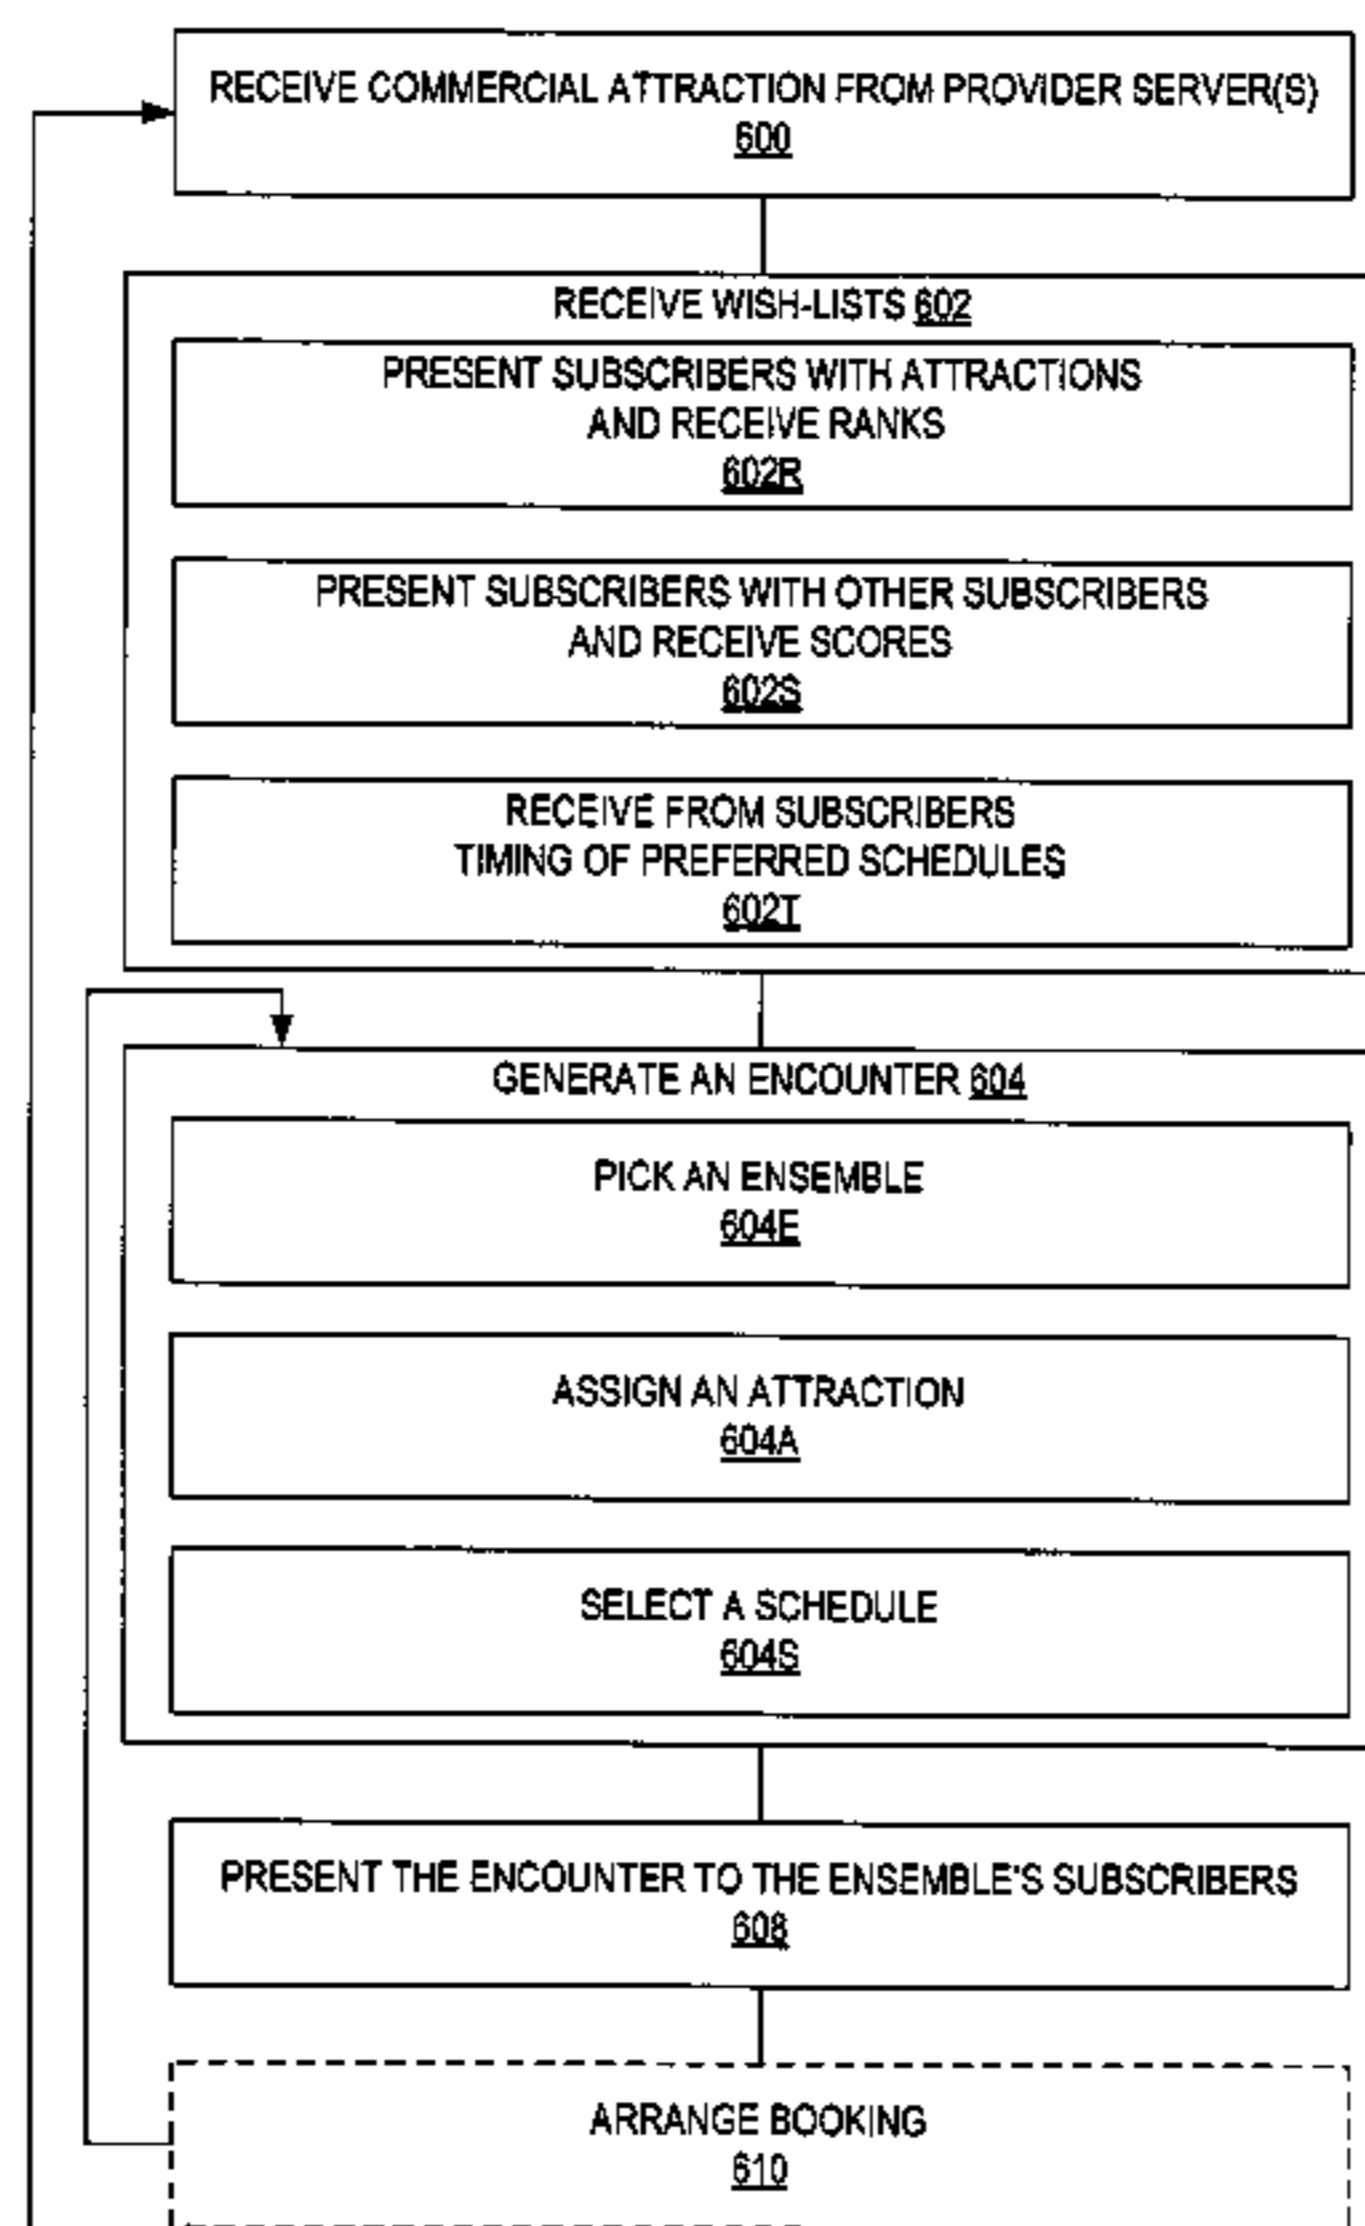 RECEIVE COMMERCIAL ATTRACTION FROM PROVIDER SERVER(S)
600
RECEIVE WISH-LISTS 602
PRESENT SUBSCRIBERS WITH ATTRACTIONS
AND RECEIVE RANKS
602R
PRESENT SUBSCRIBERS WITH OTHER SUBSCRIBERS
AND RECEIVE SCORES
602S
RECEIVE FROM SUBSCRIBERS
TIMING OF PREFERRED SCHEDULES
602T
GENERATE AN ENCOUNTER 604
PICK AN ENSEMBLE
604E
ASSIGN AN ATTRACTION
604A
SELECT A SCHEDULE
604S
PRESENT THE ENCOUNTER TO THE ENSEMBLE'S SUBSCRIBERS
608
ARRANGE BOOKING
610